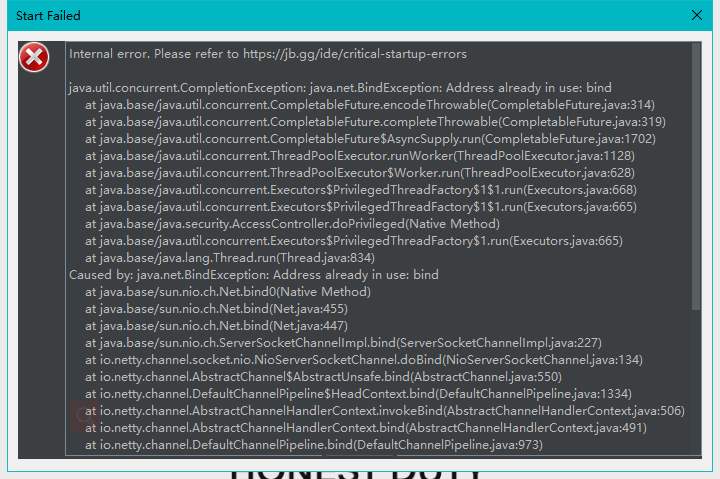 Start Failed
Internal error. Please refer to https://jb.gg/ide/critical-startup-errors
java.util.concurrent.CompletionException: java.net.BindException: Address already in use: bind
at java.base/java.util.concurrent.CompletableFuture.encodeThrowable(CompletableFuture.java:314)
at java.base/java.util.concurrent.CompletableFuture.completeThrowable(CompletableFuture.java:319)
at java.base/java.util.concurrent.CompletableFuture$AsyncSupply.run(CompletableFuture.java:1702)
at java.base/java.util.concurrent.ThreadPoolExecutor.runWorker(ThreadPoolExecutor.java:1128)
at java.base/java.util.concurrent.ThreadPoolExecutor$Worker.run(ThreadPoolExecutor.java:628)
at java.base/java.util.concurrent.Executors$PrivilegedThreadFactory$1$1.run(Executors.java:668)
at java.base/java.util.concurrent.Executors$PrivilegedThreadFactory$1$1.run(Executors.java:665)
at java.base/java.security.AccessController.doPrivileged(Native Method)
at java.base/java.util.concurrent.Executors$PrivilegedThreadFactory$1.run(Executors.java:665)
at java.base/java.lang.Thread.run(Thread.java:834)
Caused by: java.net.BindException: Address already in use: bind
at java.base/sun.nio.ch.Net.bind0(Native Method)
at java.base/sun.nio.ch.Net.bind(Net.java:455)
at java.base/sun.nio.ch.Net.bind(Net.java:447)
at java.base/sun.nio.ch.ServerSocketChannelImpl.bind(ServerSocketChannelImpl.java:227)
at io.netty.channel.socket.nio.NioServerSocketChannel.doBind(NioServerSocketChannel.java:134)
at io.netty.channel.AbstractChannel$AbstractUnsafe.bind(AbstractChannel.java:550)
at io.netty.channel.DefaultChannelPipeline$HeadContext.bind(DefaultChannelPipeline.java:1334)
at io.netty.channel.AbstractChannelHandlerContext.invokeBind(AbstractChannelHandlerContext.java:506)
at io.netty.channel.AbstractChannelHandlerContext.bind(AbstractChannelHandlerContext.java:491)
at io.netty.channel.DefaultChannelPipeline.bind(DefaultChannelPipeline.java:973)